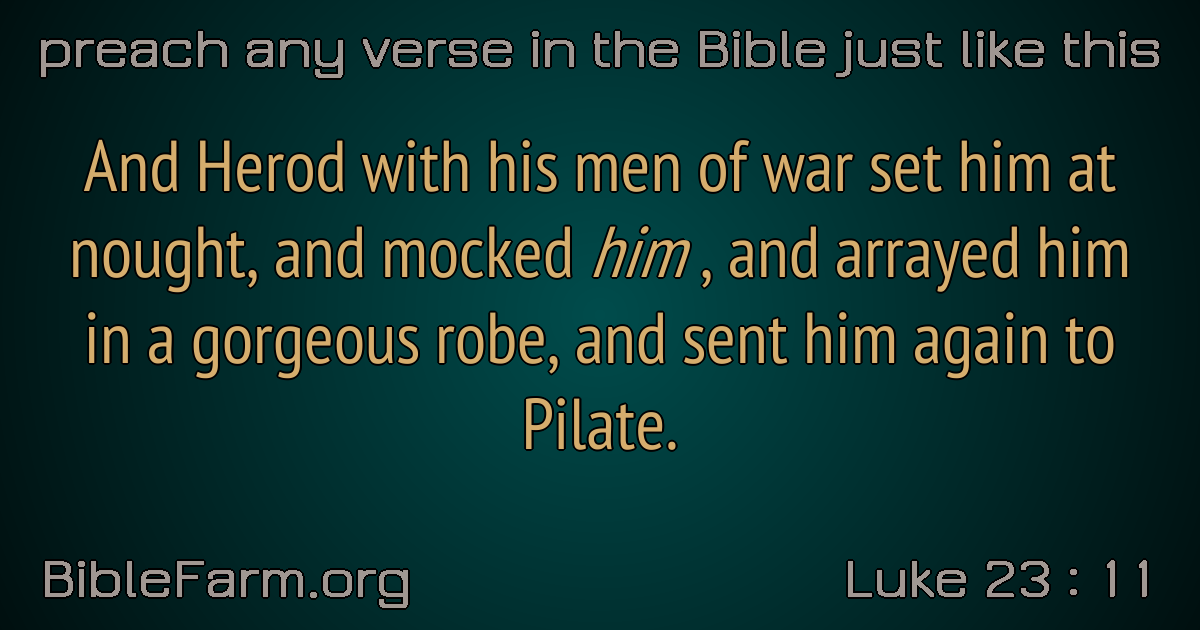 preach any verse in the Bible just like this
And Herod with his men of war set him at
nought, and mocked him , and arrayed him
in a gorgeous robe, and sent him again to
Pilate.
BibleFarm.org
Luke 23 : 11